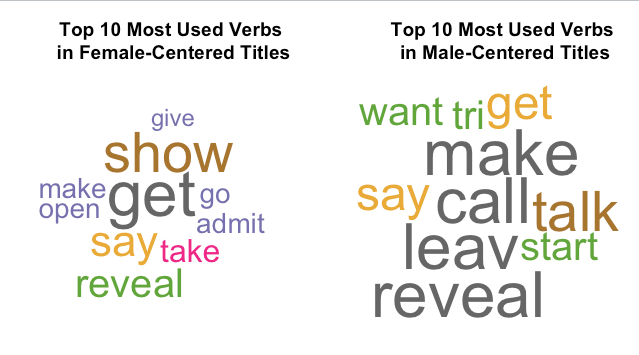 Top 10 Most Used Verbs
in Female-Centered Titles
give
show
make
get
go
open
admit
say
take
reveal
Top 10 Most Used Verbs
in Male-Centered Titles
want tri get
make
say call talk
leav start
reveal